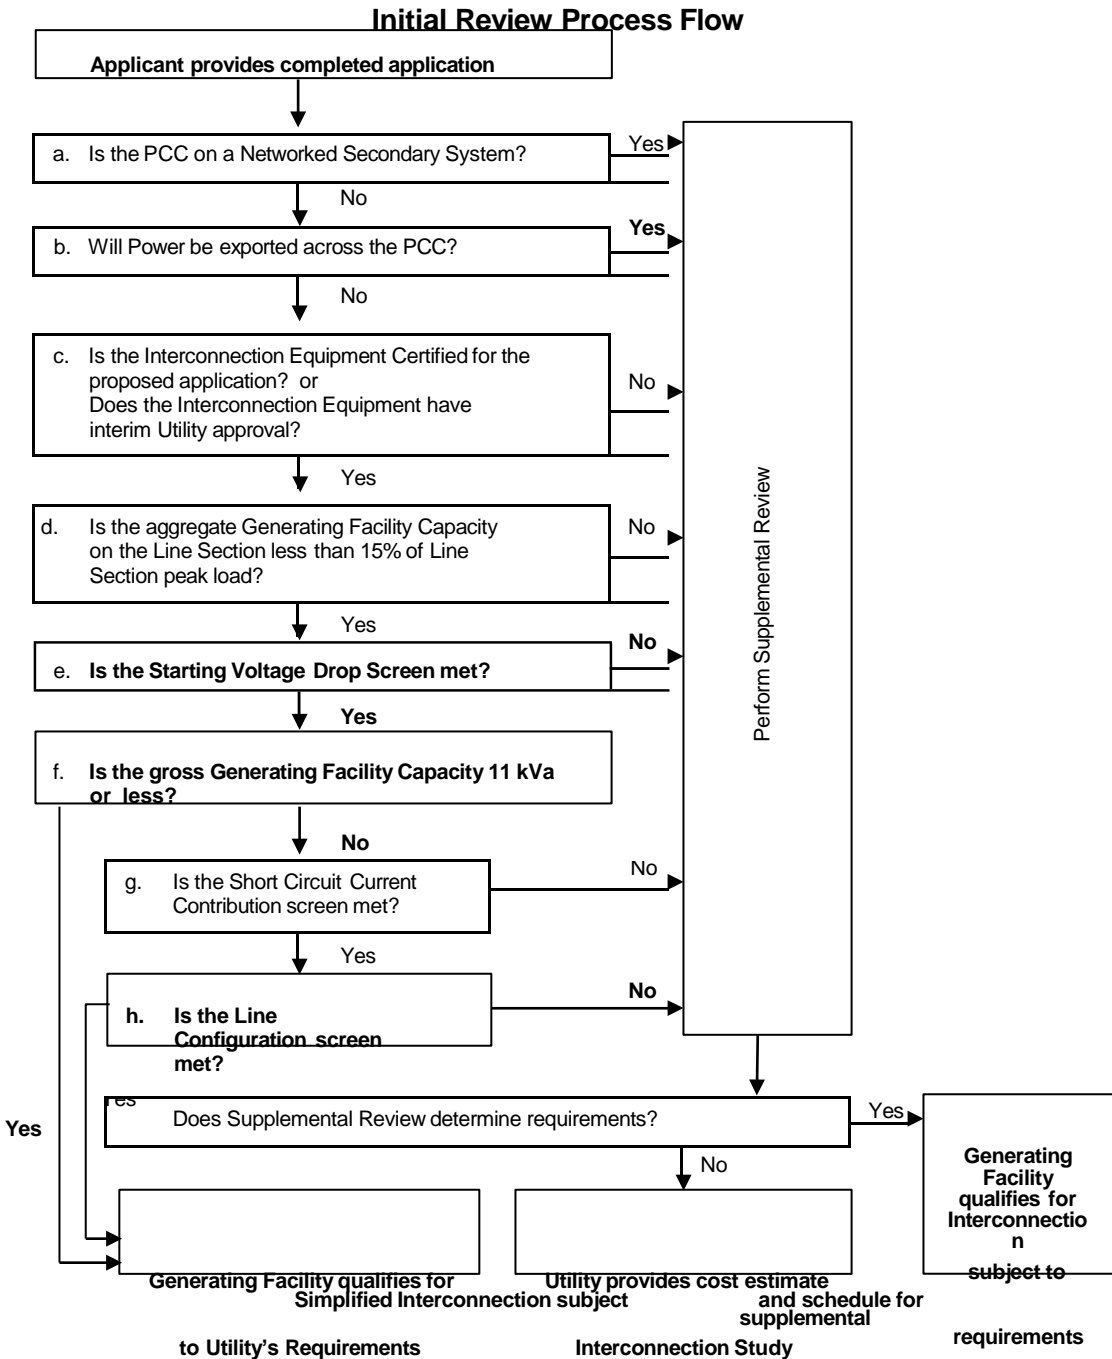 Initial Review Process Flow
Applicant provides completed application
a. Is the PCC on a Networked Secondary System?
Yes
No
b. Will Power be exported across the PCC?
Yes
No
c. Is the Interconnection Equipment Certified for the
proposed application? or
Does the Interconnection Equipment have
interim Utility approval?
No
Yes
d. Is the aggregate Generating Facility Capacity
on the Line Section less than 15% of Line
Section peak load?
No
Yes
e. Is the Starting Voltage Drop Screen met?
No
Yes
f. Is the gross Generating Facility Capacity 11 kVa
or less?
No
g. Is the Short Circuit Current
Contribution screen met?
No
Yes
h. Is the Line
Configuration screen
met?
No
Perform Supplemental Review
Yes
Yes
Does Supplemental Review determine requirements?
Yes
No
Generating
Facility
qualifies for
Interconnectio
n
subject to
requirements
Generating Facility qualifies for
Simplified Interconnection subject
to Utility's Requirements
Utility provides cost estimate
and schedule for
supplemental
Interconnection Study